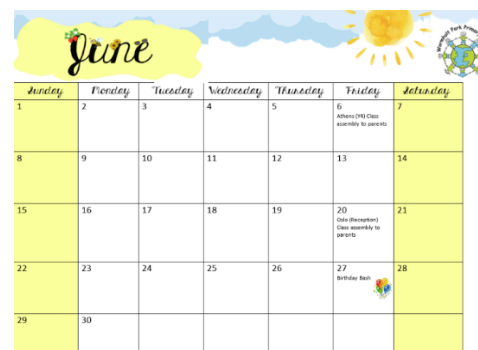 June
Sunday Monday Tuesday Wednesday Thursday Friday Saturday
1 2 3 4 5 6 7
Athens (YR) Class
assembly to parents
8 9 10 11 12 13 14
15 16 17 18 19 20 21
Oslo (Reception)
Class assembly to
parents
22 23 24 25 26 27 28
Birthday Bash
29 30